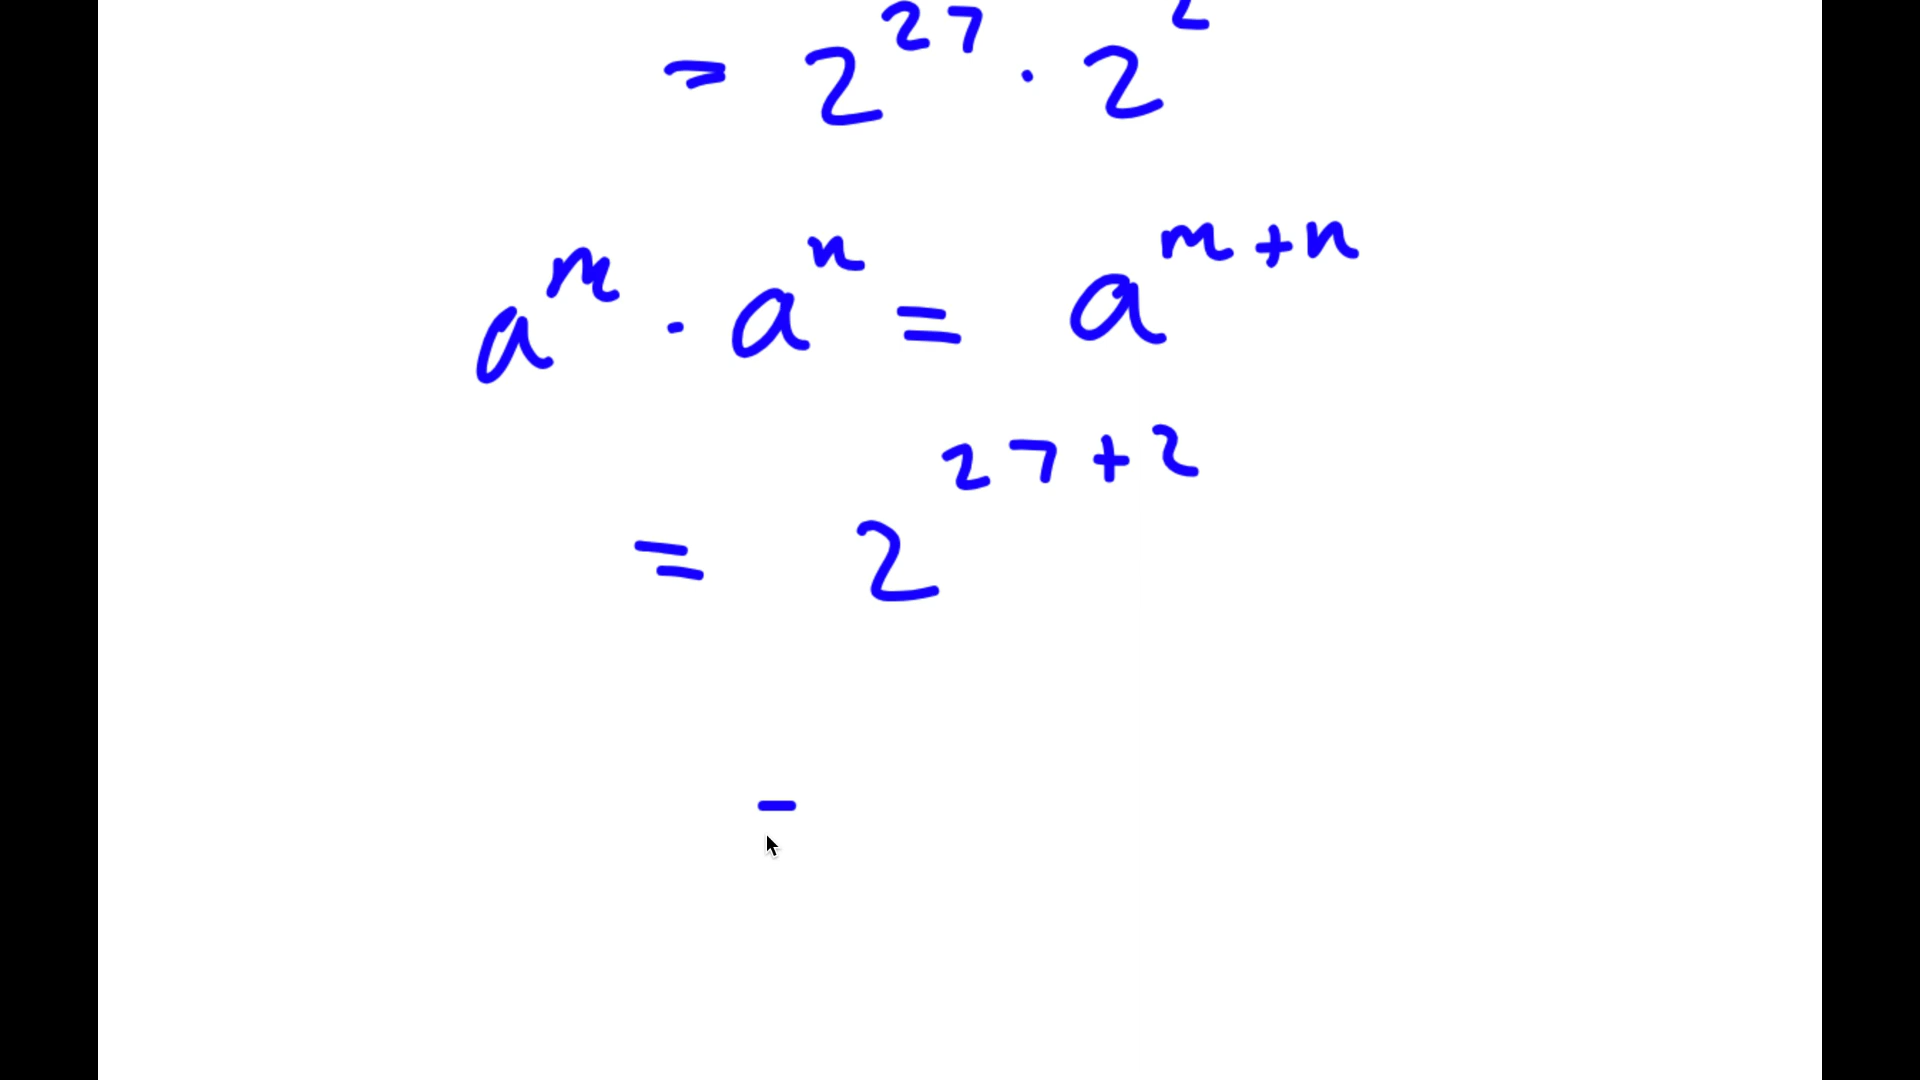 = 2^27 · 2^2
a^m · a^n = a^m+n
= 2^27+2
-